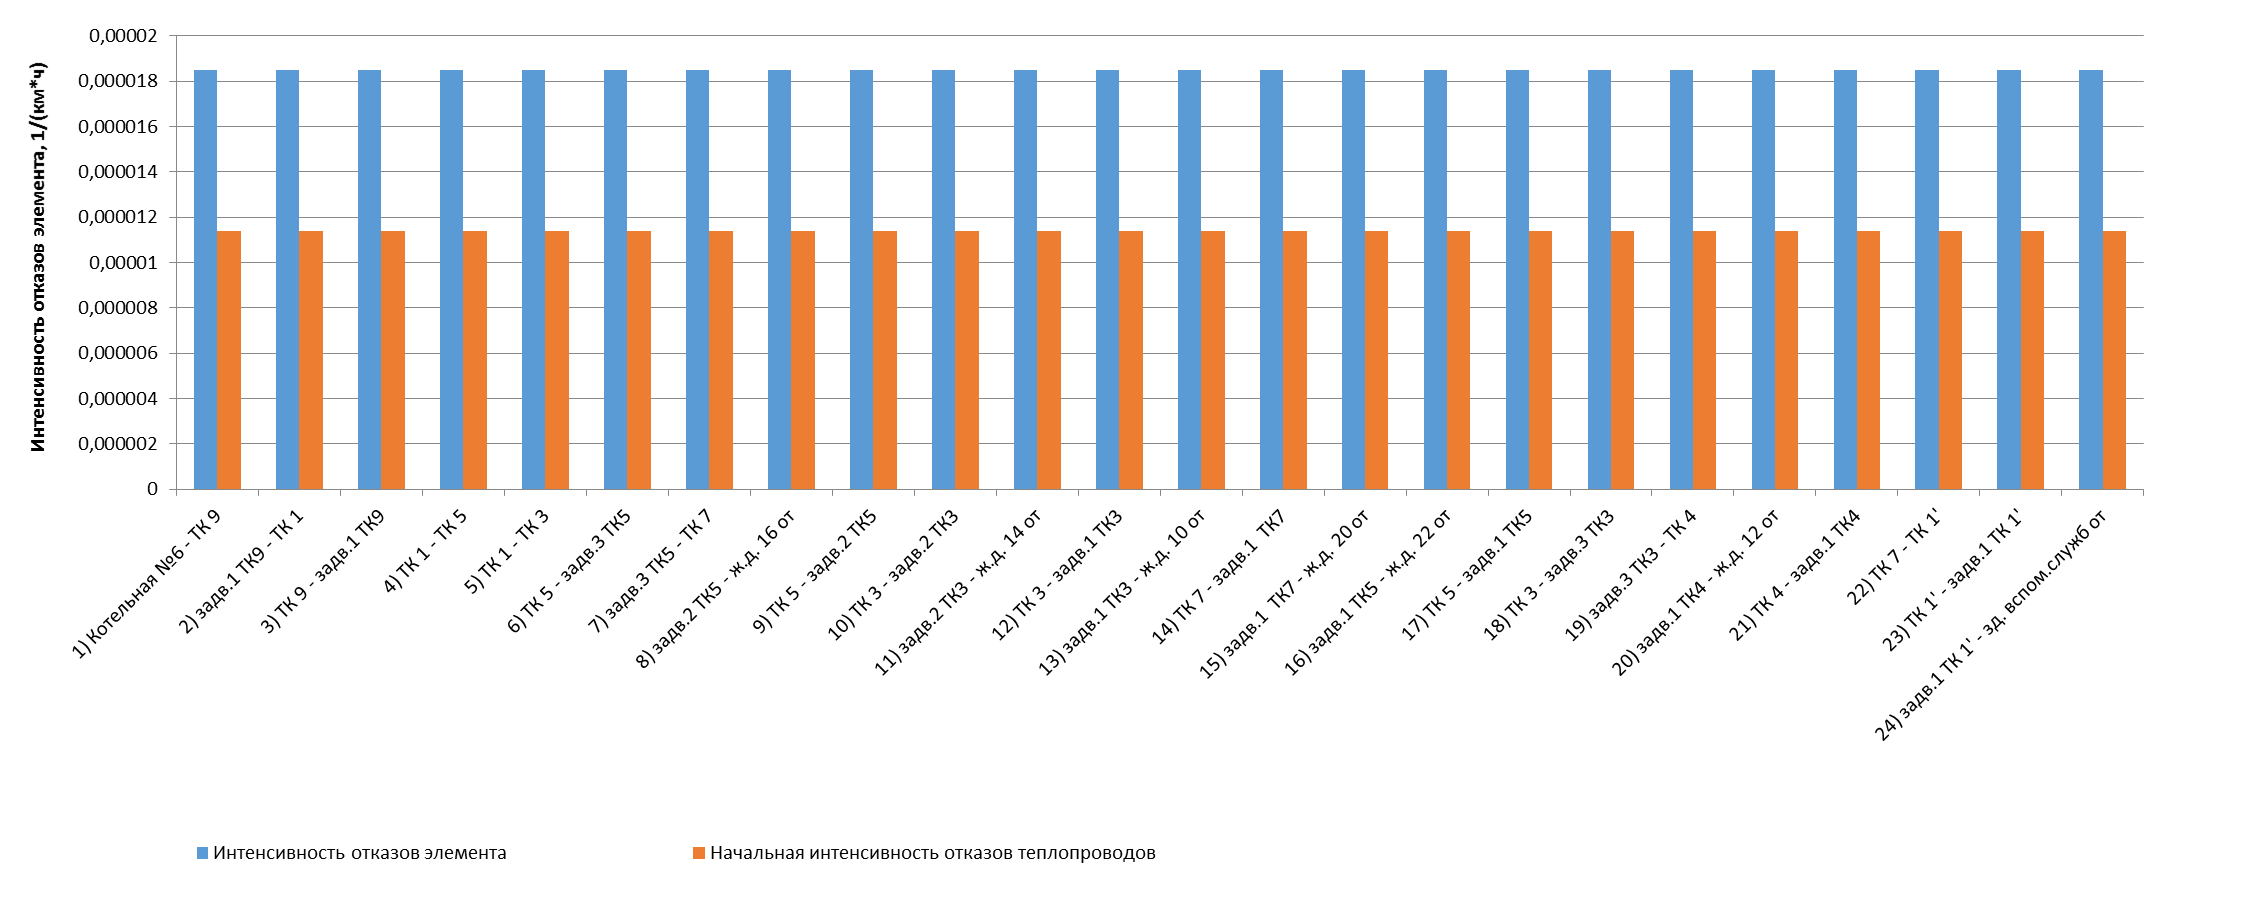 Интенсивность отказов элемента, 1/(км*ч)
0,00002
0,000018
0,000016
0,000014
0,000012
0,00001
0,000008
0,000006
0,000004
0,000002
0
1) Котельная №6 - ТК 9
2) задв.1 ТК9 - ТК 1
3) ТК 9 - задв.1 ТК9
4) ТК 1 - ТК 5
5) ТК 1 - ТК 3
6) ТК 5 - задв.3 ТК5
7) задв.3 ТК5 - ТК 7
8) задв.2 ТК5 - ж.д. 16 от
9) ТК 5 - задв.2 ТК5
10) ТК 3 - задв.2 ТК3
11) задв.2 ТК3 - ж.д. 14 от
12) ТК 3 - задв.1 ТК3
13) задв.1 ТК3 - ж.д. 10 от
14) ТК 7 - задв.1  ТК7
15) задв.1  ТК7 - ж.д. 20 от
16) задв.1 ТК5 - ж.д. 22 от
17) ТК 5 - задв.1 ТК5
18) ТК 3 - задв.3 ТК3
19) задв.3 ТК3 - ТК 4
20) задв.1 ТК4 - ж.д. 12 от
21) ТК 4 - задв.1 ТК4
22) ТК 7 - ТК 1'
23) ТК 1' - задв.1 ТК 1'
24) задв.1 ТК 1' - зд. вспом.служб от
Интенсивность отказов элемента
Начальная интенсивность отказов теплопроводов